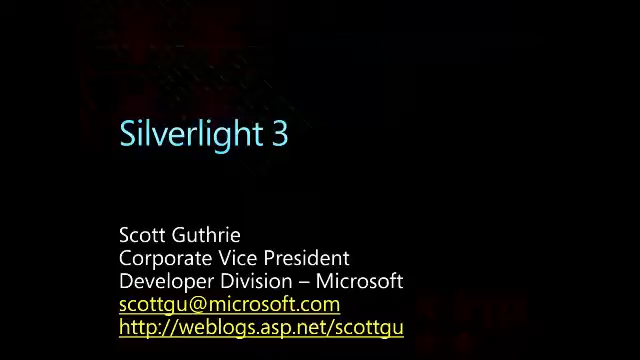 Silverlight 3
Scott Guthrie
Corporate Vice President
Developer Division – Microsoft
scottgu@microsoft.com
http://weblogs.asp.net/scottgu